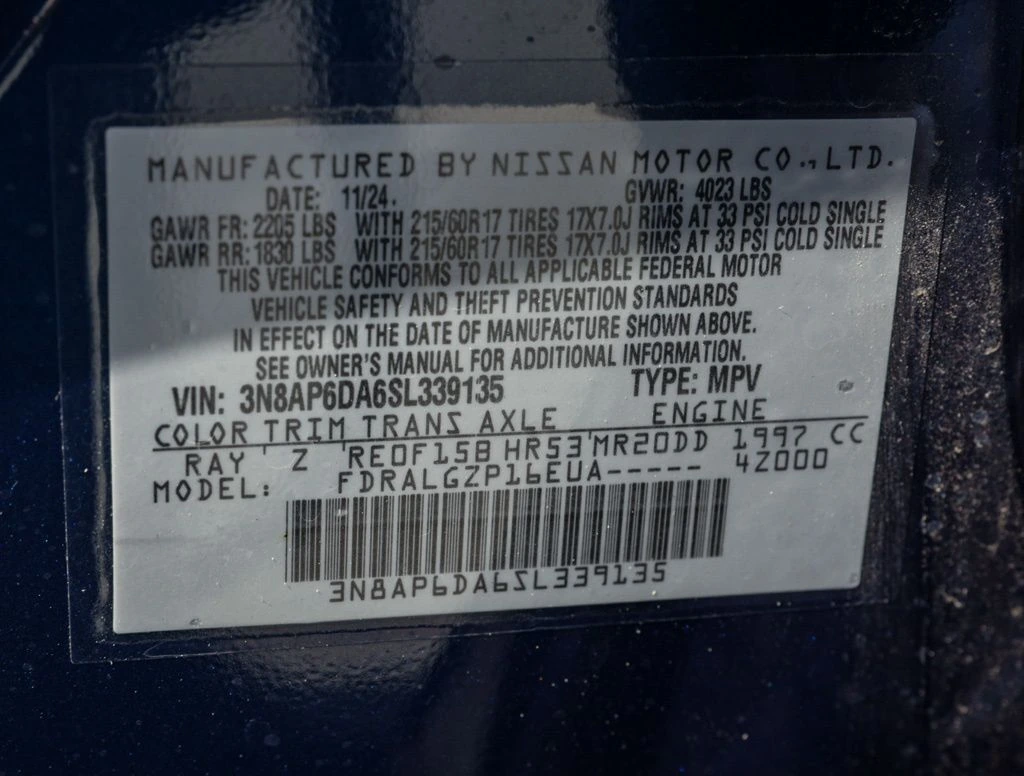 MANUFACTURED BY NISSAN MOTOR CO., LTD.
DATE: 11/24. GVWR: 4023 LBS
GAWR FR: 2205 LBS WITH 215/60R17 TIRES 17X7.0J RIMS AT 33 PSI COLD SINGLE
GAWR RR: 1830 LBS WITH 215/60R17 TIRES 17X7.0J RIMS AT 33 PSI COLD SINGLE
THIS VEHICLE CONFORMS TO ALL APPLICABLE FEDERAL MOTOR
VEHICLE SAFETY AND THEFT PREVENTION STANDARDS
IN EFFECT ON THE DATE OF MANUFACTURE SHOWN ABOVE.
SEE OWNER'S MANUAL FOR ADDITIONAL INFORMATION.
VIN: 3N8AP6DA6SL339135 TYPE: MPV
COLOR TRIM TRANS AXLE ENGINE
RAY ' Z 'RE0F15B HR53'MR20DD 1997 CC
MODEL: FDRALGZP16EUA----- 42000
3N8AP6DA6SL339135